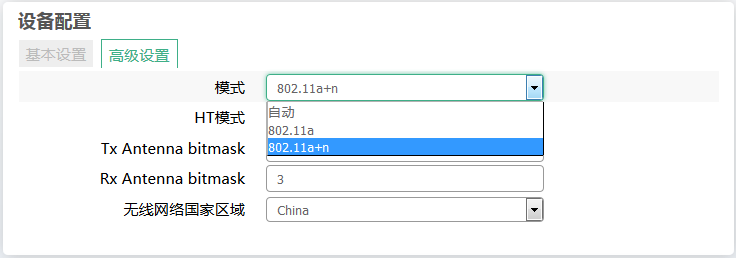 设备配置
基本设置 高级设置
模式 802.11a+n
自动
HT模式
802.11a
Tx Antenna bitmask 802.11a+n
Rx Antenna bitmask 3
无线网络国家区域 China